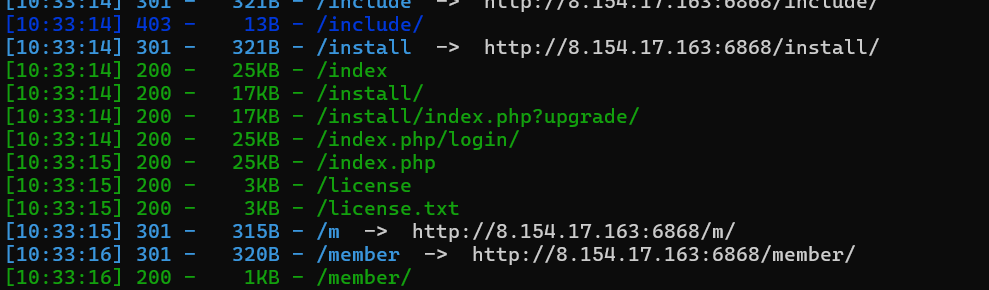 [10:33:14] 301 -   321B - /include  ->  http://8.154.17.163:6868/include/
[10:33:14] 403 -    13B - /include/
[10:33:14] 301 -   321B - /install  ->  http://8.154.17.163:6868/install/
[10:33:14] 200 -   25KB - /index
[10:33:14] 200 -   17KB - /install/
[10:33:14] 200 -   17KB - /install/index.php?upgrade/
[10:33:14] 200 -   25KB - /index.php/login/
[10:33:15] 200 -   25KB - /index.php
[10:33:15] 200 -    3KB - /license
[10:33:15] 200 -    3KB - /license.txt
[10:33:15] 301 -   315B - /m  ->  http://8.154.17.163:6868/m/
[10:33:16] 301 -   320B - /member  ->  http://8.154.17.163:6868/member/
[10:33:16] 200 -    1KB - /member/